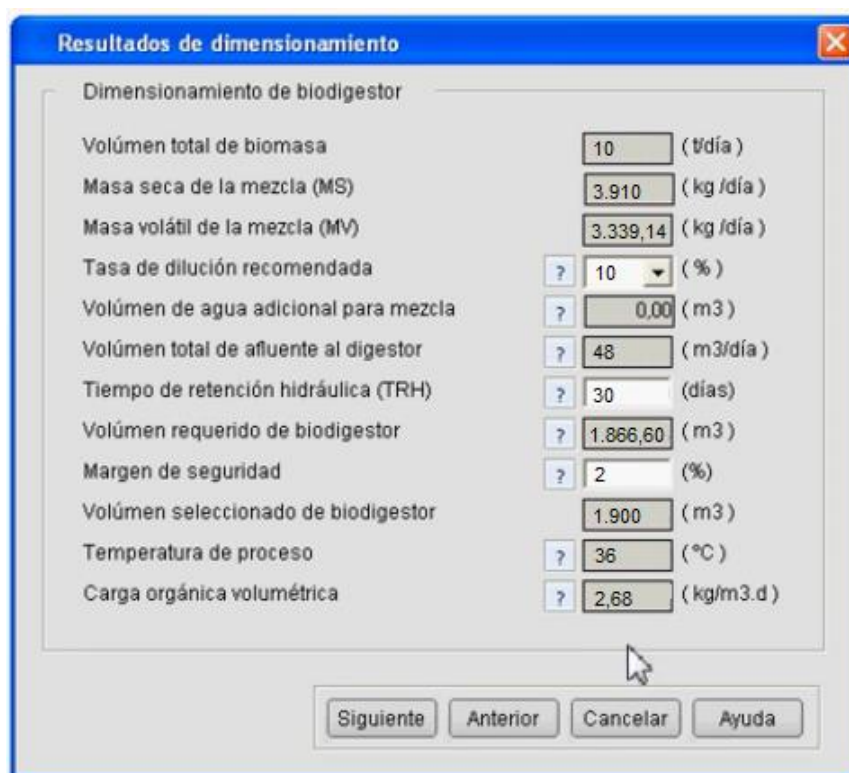 Resultados de dimensionamiento
Dimensionamiento de biodigestor
Volúmen total de biomasa 10 ( t/día )
Masa seca de la mezcla (MS) 3.910 ( kg /día )
Masa volátil de la mezcla (MV) 3.339,14 ( kg /día )
Tasa de dilución recomendada ? 10 ( % )
Volúmen de agua adicional para mezcla ? 0,00 ( m3 )
Volúmen total de afluente al digestor ? 48 ( m3/día )
Tiempo de retención hidráulica (TRH) ? 30 (días)
Volúmen requerido de biodigestor ? 1.866,60 ( m3 )
Margen de seguridad ? 2 (%)
Volúmen seleccionado de biodigestor 1.900 ( m3 )
Temperatura de proceso ? 36 ( ºC )
Carga orgánica volumétrica ? 2,68 ( kg/m3.d )
Siguiente Anterior Cancelar Ayuda